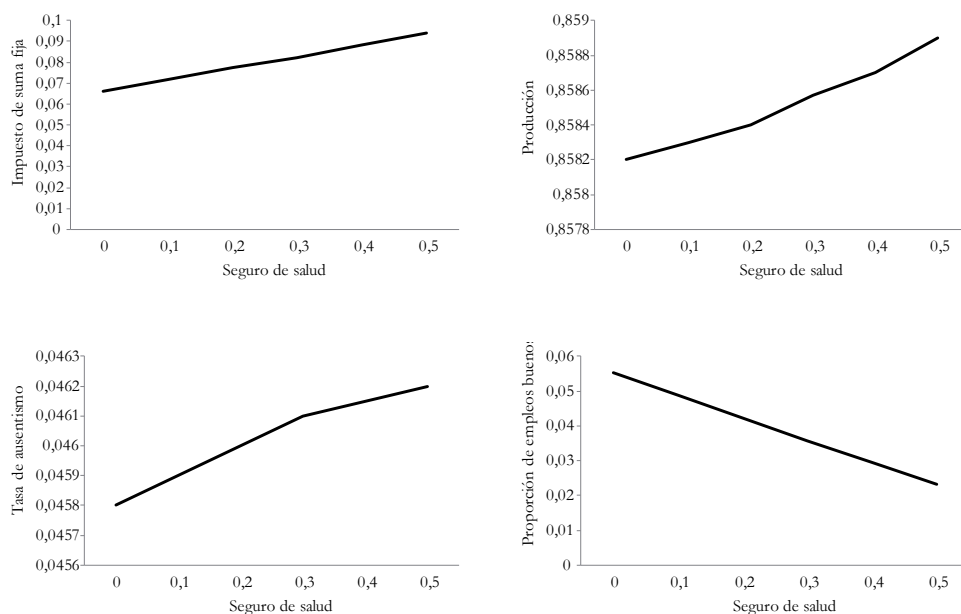 Impuesto de suma fija
0,1
0,09
0,08
0,07
0,06
0,05
0,04
0,03
0,02
0,01
0
0 0,1 0,2 0,3 0,4 0,5
Seguro de salud
Producción
0,859
0,8588
0,8586
0,8584
0,8582
0,858
0,8578
0 0,1 0,2 0,3 0,4 0,5
Seguro de salud
Tasa de ausentismo
0,0463
0,0462
0,0461
0,046
0,0459
0,0458
0,0457
0,0456
0 0,1 0,2 0,3 0,4 0,5
Seguro de salud
Proporción de empleos buenos
0,06
0,05
0,04
0,03
0,02
0,01
0
0 0,1 0,2 0,3 0,4 0,5
Seguro de salud